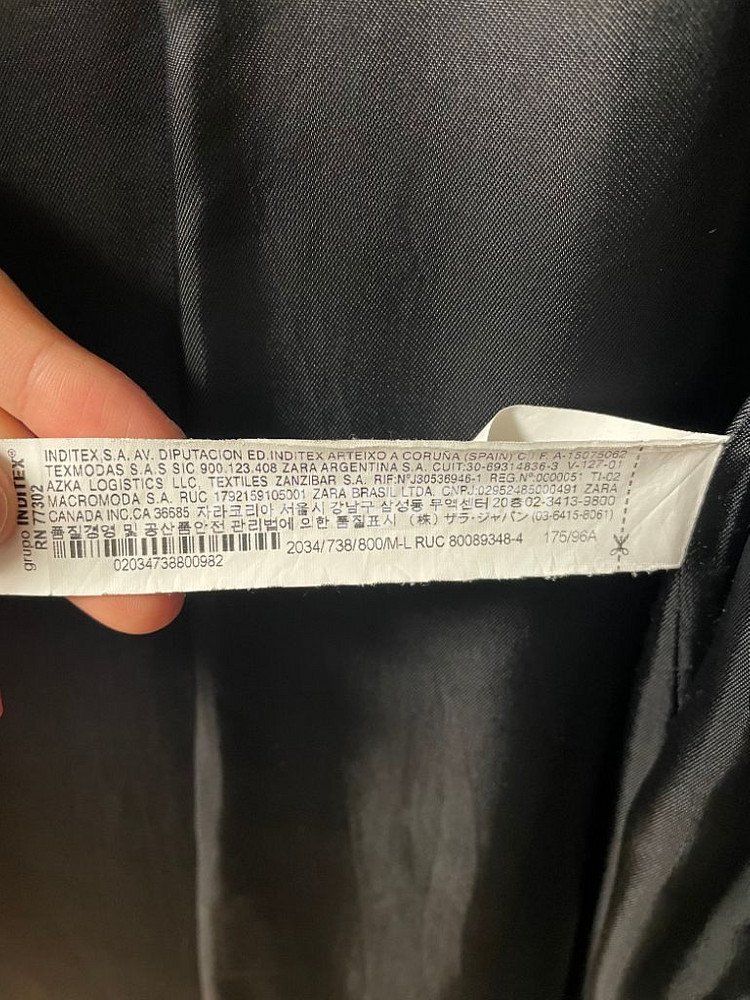 grupo INDITEX®
RN 77302
INDITEX,S.A. AV. DIPUTACION ED.INDITEX ARTEIXO A CORUÑA (SPAIN) C.I.F. A-15075062
TEXMODAS S.A.S SIC 900.123.408 ZARA ARGENTINA S.A. CUIT:30-69314836-3 V-127-01
AZKA LOGISTICS LLC, TEXTILES ZANZIBAR S.A. RIF:NºJ30536946-1 REG.Nº:0000051 TI-02
MACROMODA S.A. RUC 1792159105001 ZARA BRASIL LTDA. CNPJ:02952485000491 ZARA
CANADA INC.CA 36685 자라코리아 서울시 강남구 삼성동 무역센터 20층 02-3413-9800
품질경영 및 공산품안전 관리법에 의한 품질표시 (株) ザラ・ジャパン (03-6415-8061)
2034/738/800/M-L RUC 80089348-4 175/96A
02034738800982